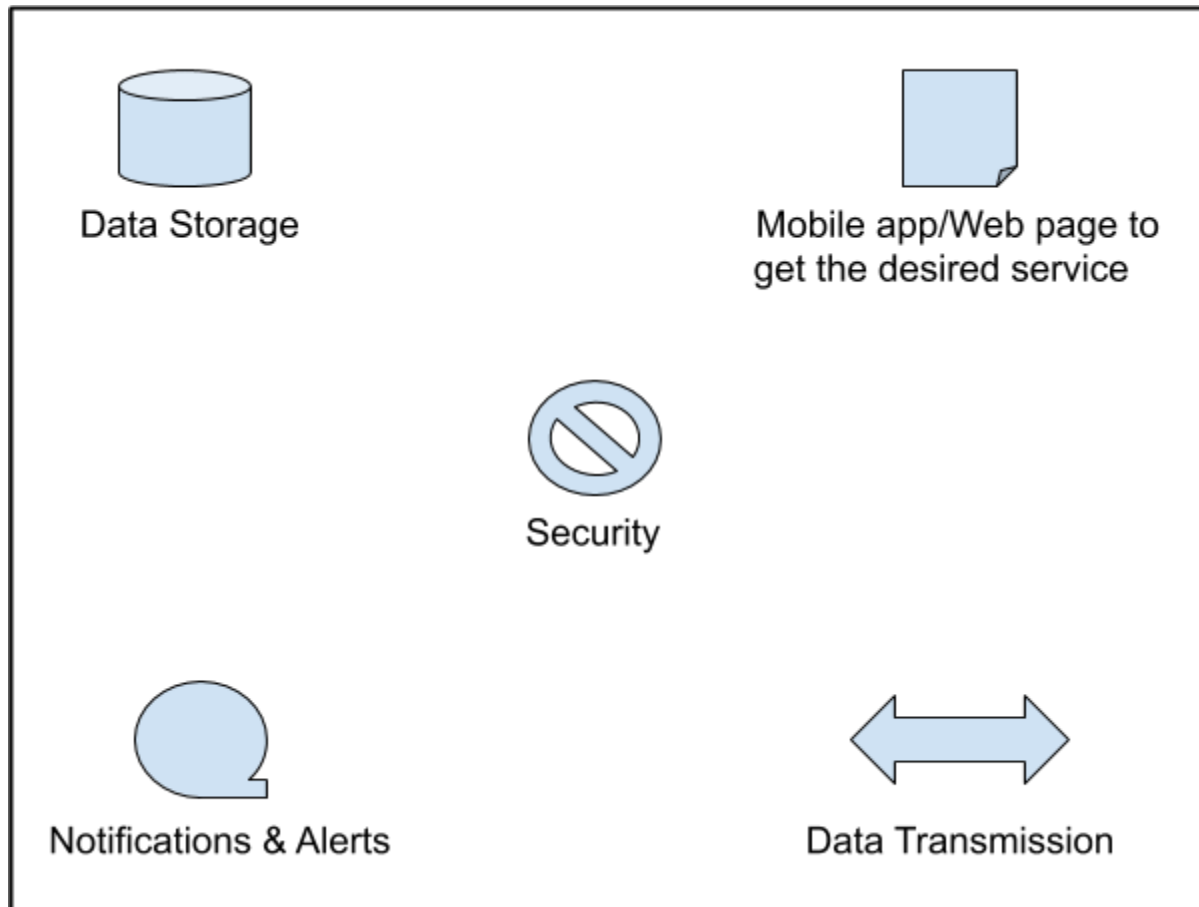 Data Storage
Mobile app/Web page to
get the desired service
Security
Notifications & Alerts
Data Transmission